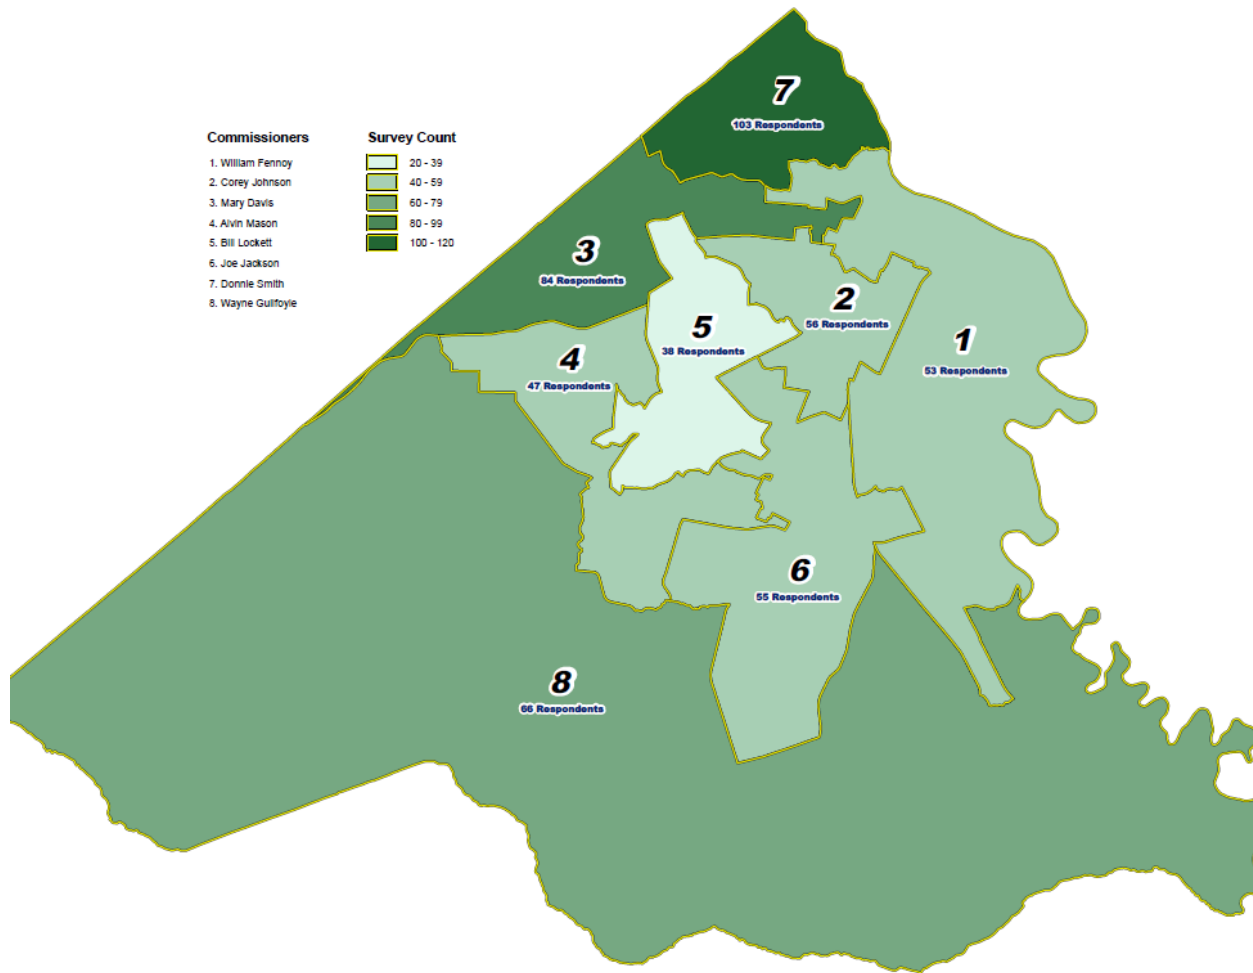 Commissioners
1. William Fennoy
2. Corey Johnson
3. Mary Davis
4. Alvin Mason
5. Bill Lockett
6. Joe Jackson
7. Donnie Smith
8. Wayne Guilfoyle
Survey Count
20 - 39
40 - 59
60 - 79
80 - 99
100 - 120
7
103 Respondents
3
84 Respondents
2
56 Respondents
5
38 Respondents
1
53 Respondents
4
47 Respondents
6
55 Respondents
8
66 Respondents